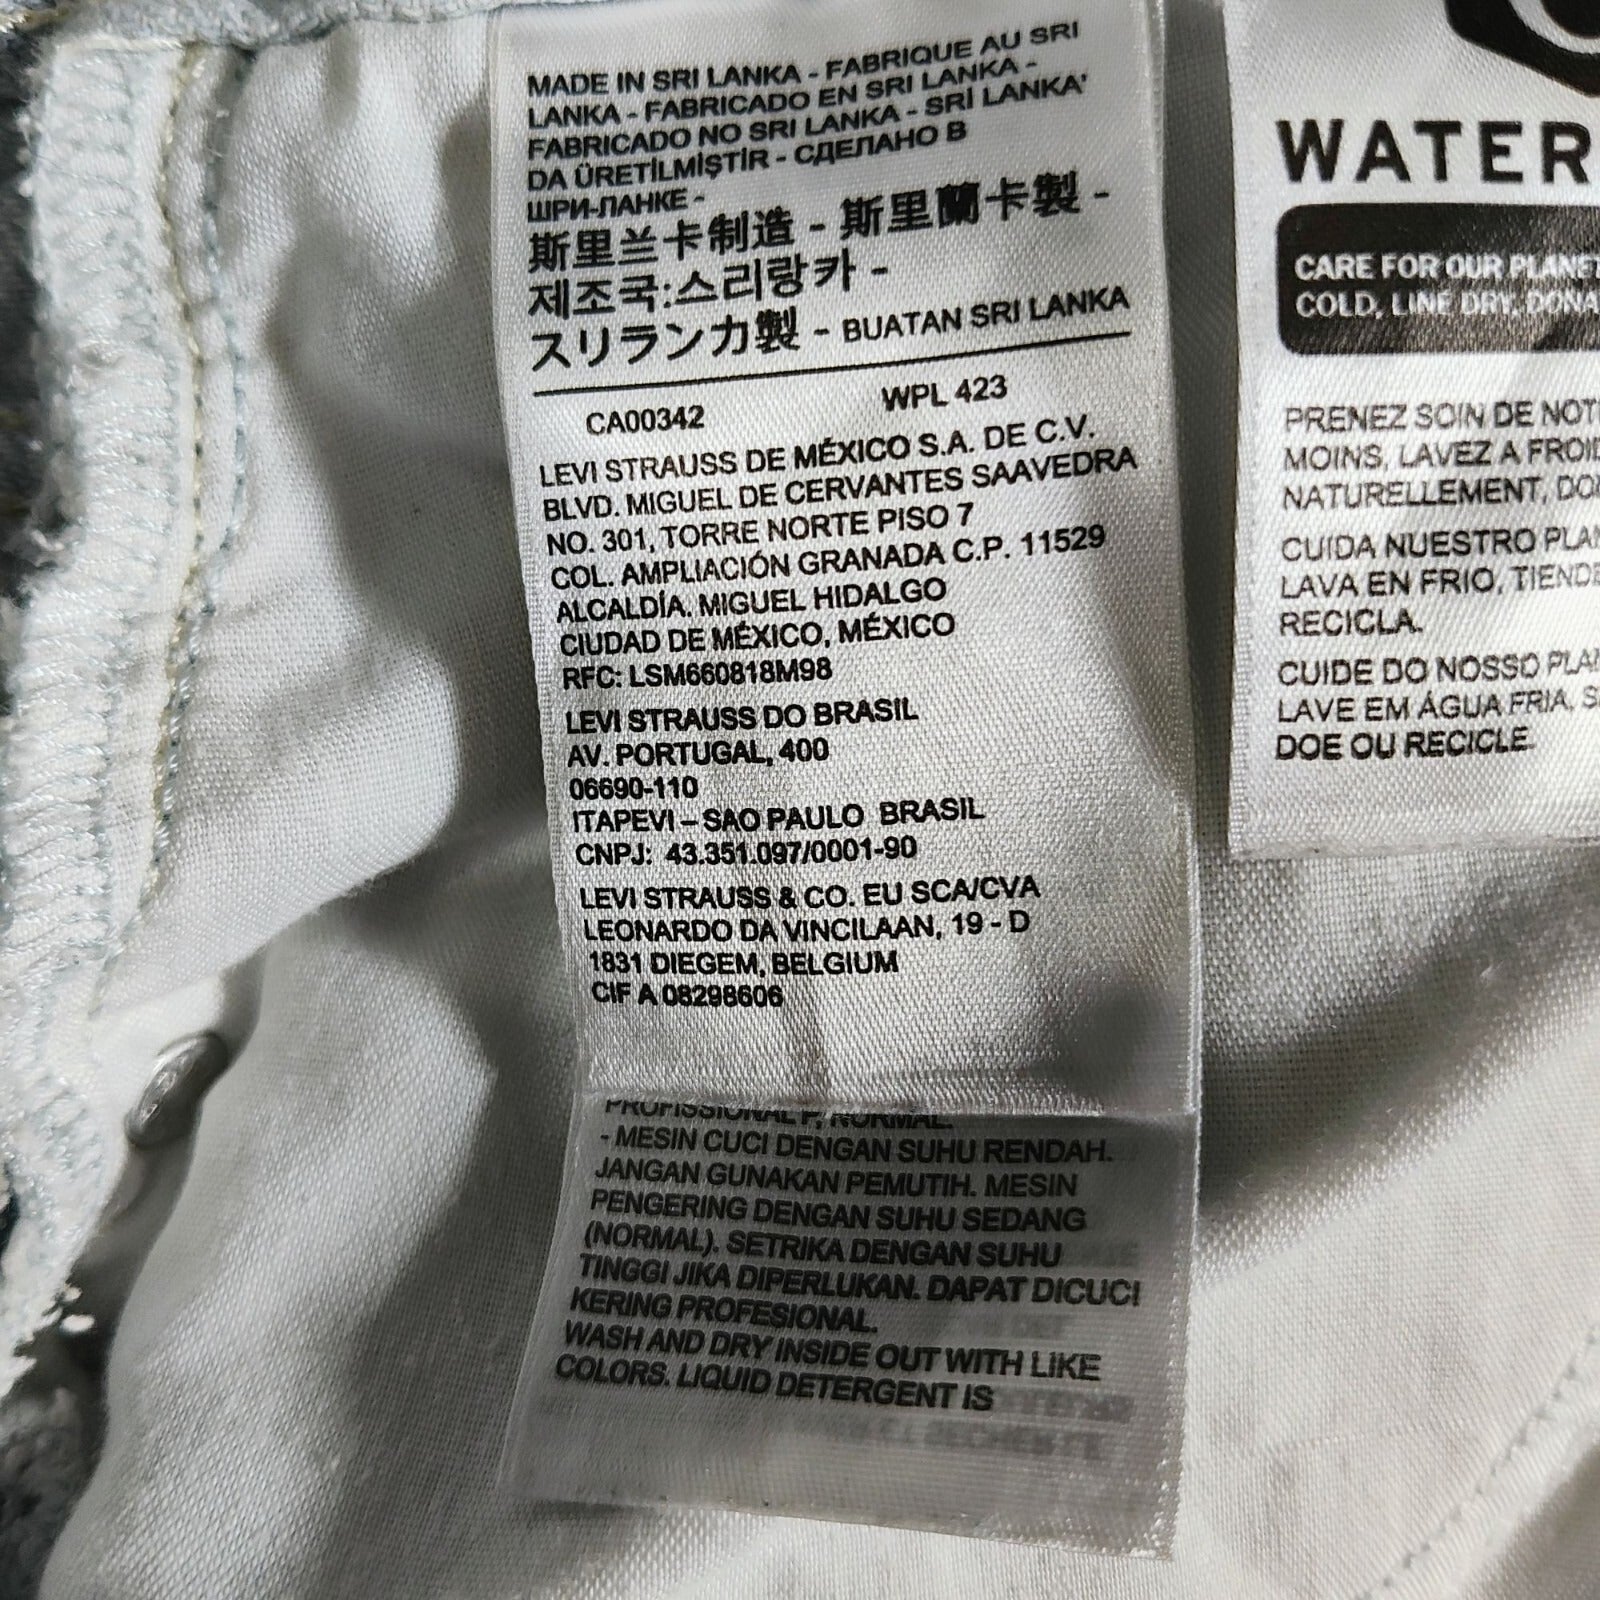 MADE IN SRI LANKA - FABRIQUE AU SRI
LANKA - FABRICADO EN SRI LANKA -
FABRICADO NO SRI LANKA - SRİ LANKA'
DA ÜRETİLMİŞTİR - СДЕЛАНО В
ШРИ-ЛАНКЕ -
斯里兰卡制造 - 斯里蘭卡製 -
제조국:스리랑카 -
スリランカ製 - BUATAN SRI LANKA
CA00342 WPL 423
LEVI STRAUSS DE MÉXICO S.A. DE C.V.
BLVD. MIGUEL DE CERVANTES SAAVEDRA
NO. 301, TORRE NORTE PISO 7
COL. AMPLIACIÓN GRANADA C.P. 11529
ALCALDÍA. MIGUEL HIDALGO
CIUDAD DE MÉXICO, MÉXICO
RFC: LSM660818M98
LEVI STRAUSS DO BRASIL
AV. PORTUGAL, 400
06690-110
ITAPEVI – SAO PAULO BRASIL
CNPJ: 43.351.097/0001-90
LEVI STRAUSS & CO. EU SCA/CVA
LEONARDO DA VINCILAAN, 19 - D
1831 DIEGEM, BELGIUM
CIF A 08298606
PROFISSIONAL P, NORMAL.
- MESIN CUCI DENGAN SUHU RENDAH.
JANGAN GUNAKAN PEMUTIH. MESIN
PENGERING DENGAN SUHU SEDANG
(NORMAL). SETRIKA DENGAN SUHU
TINGGI JIKA DIPERLUKAN. DAPAT DICUCI
KERING PROFESIONAL.
WASH AND DRY INSIDE OUT WITH LIKE
COLORS. LIQUID DETERGENT IS
WATER
CARE FOR OUR PLANET
COLD, LINE DRY, DONA
PRENEZ SOIN DE NOT
MOINS, LAVEZ A FROID
NATURELLEMENT, DO
CUIDA NUESTRO PLAN
LAVA EN FRIO, TIENDE
RECICLA.
CUIDE DO NOSSO PLAN
LAVE EM ÁGUA FRIA, S
DOE OU RECICLE.